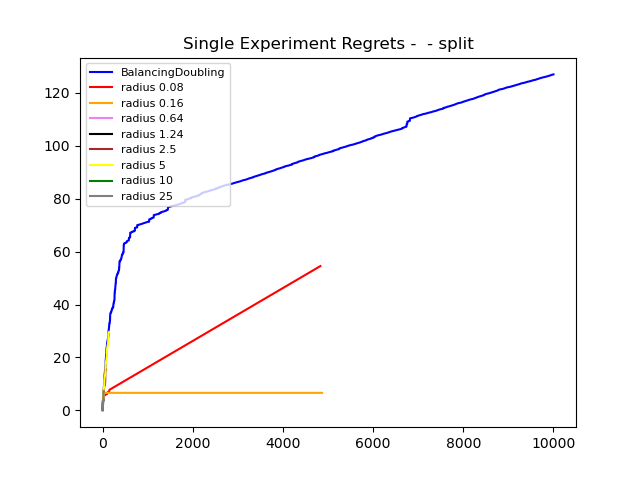 Single Experiment Regrets -  - split
BalancingDoubling
radius 0.08
radius 0.16
radius 0.64
radius 1.24
radius 2.5
radius 5
radius 10
radius 25
120
100
80
60
40
20
0
0 2000 4000 6000 8000 10000